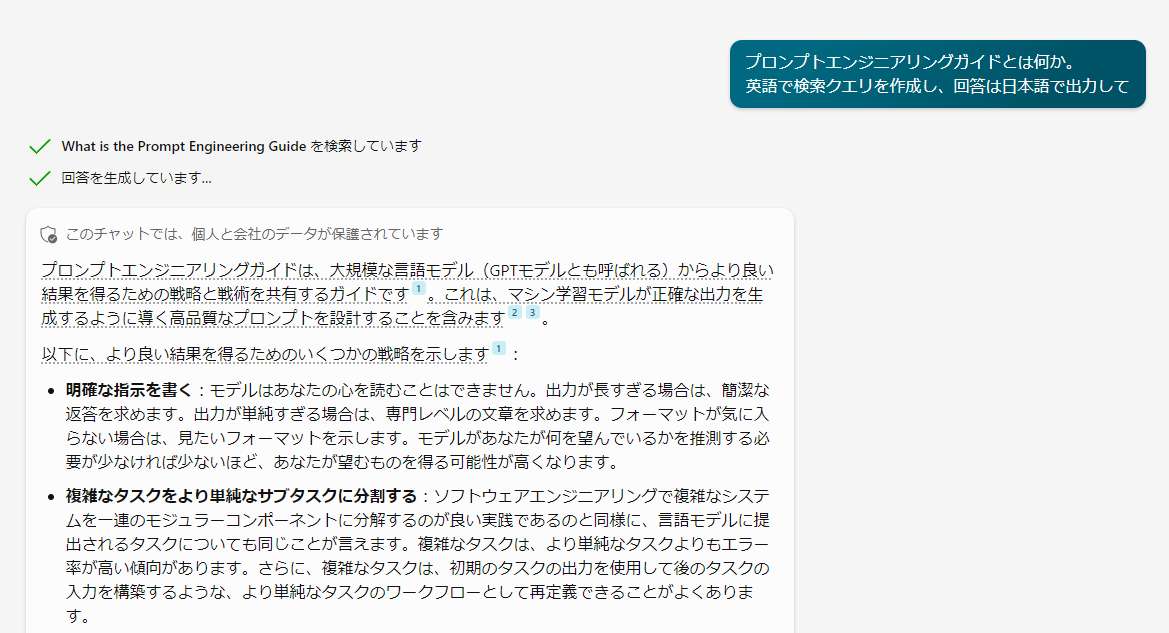 プロンプトエンジニアリングガイドとは何か。
英語で検索クエリを作成し、回答は日本語で出力して
What is the Prompt Engineering Guide を検索しています
回答を生成しています...
このチャットでは、個人と会社のデータが保護されています
プロンプトエンジニアリングガイドは、大規模な言語モデル（GPTモデルとも呼ばれる）からより良い
結果を得るための戦略と戦術を共有するガイドです 1 。これは、マシン学習モデルが正確な出力を生
成するように導く高品質なプロンプトを設計することを含みます 2 3 。
以下に、より良い結果を得るためのいくつかの戦略を示します 1 ：
• 明確な指示を書く：モデルはあなたの心を読むことはできません。出力が長すぎる場合は、簡潔な
返答を求めます。出力が単純すぎる場合は、専門レベルの文章を求めます。フォーマットが気に入
らない場合は、見たいフォーマットを示します。モデルがあなたが何を望んでいるかを推測する必
要が少なければ少ないほど、あなたが望むものを得る可能性が高くなります。
• 複雑なタスクをより単純なサブタスクに分割する：ソフトウェアエンジニアリングで複雑なシステ
ムを一連のモジュラーコンポーネントに分解するのが良い実践であるのと同様に、言語モデルに提
出されるタスクについても同じことが言えます。複雑なタスクは、より単純なタスクよりもエラー
率が高い傾向があります。さらに、複雑なタスクは、初期のタスクの出力を使用して後のタスクの
入力を構築するような、より単純なタスクのワークフローとして再定義できることがよくありま
す。